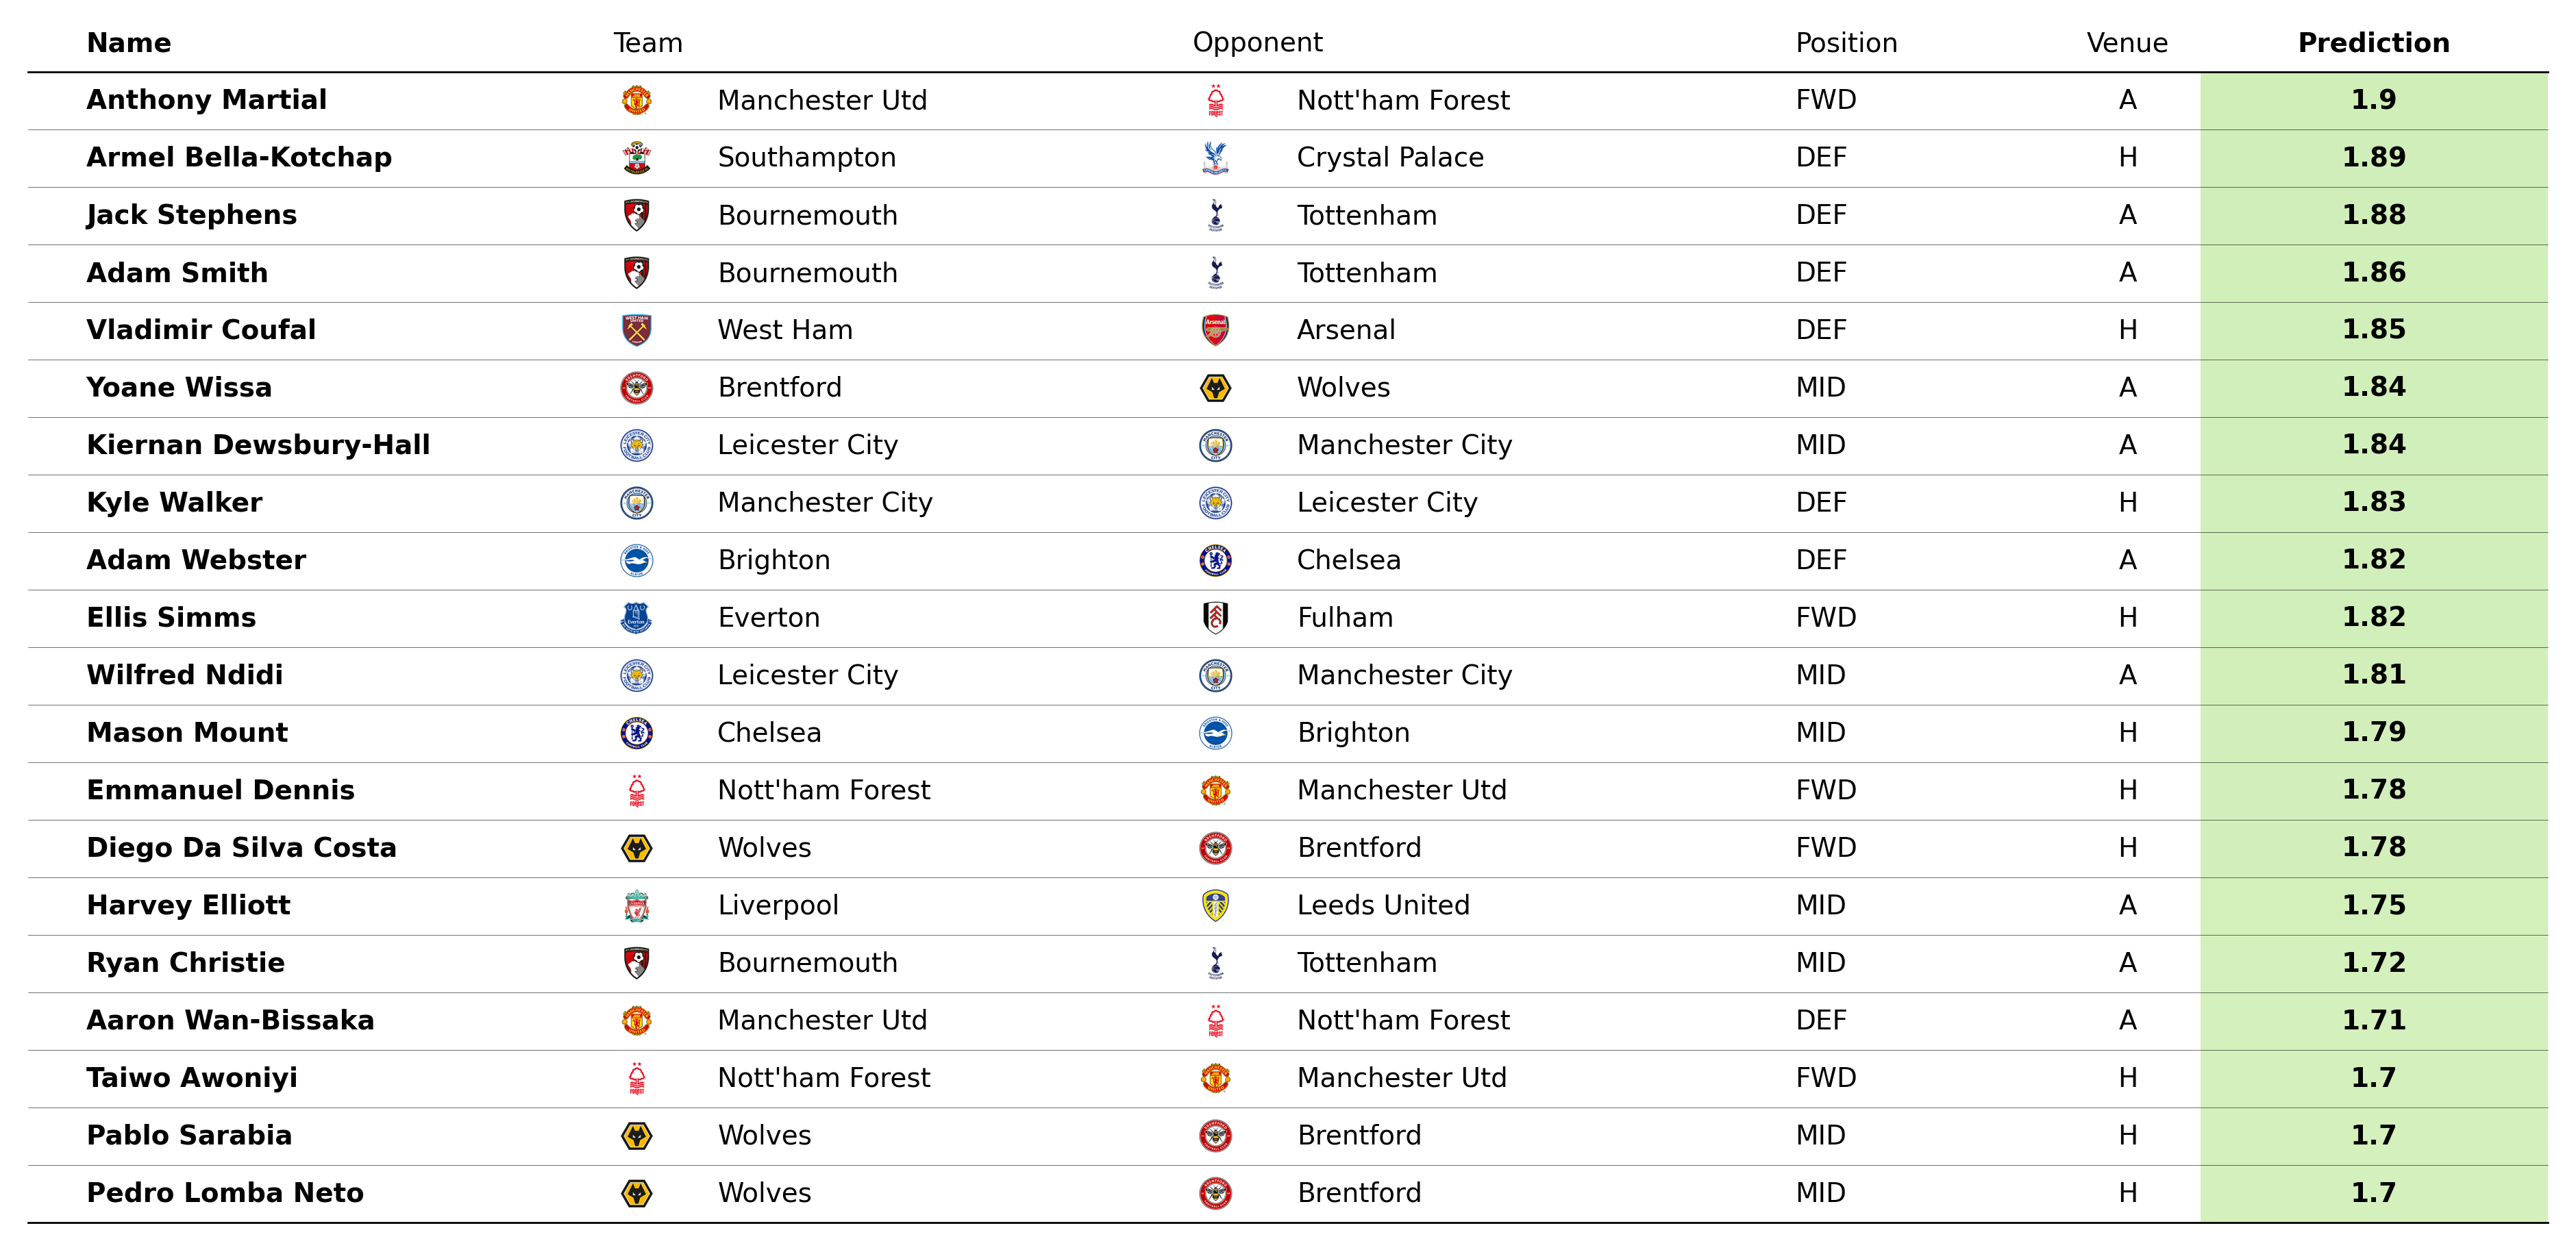 Name Team Opponent Position Venue Prediction
Anthony Martial Manchester Utd Nott'ham Forest FWD A 1.9
Armel Bella-Kotchap Southampton Crystal Palace DEF H 1.89
Jack Stephens Bournemouth Tottenham DEF A 1.88
Adam Smith Bournemouth Tottenham DEF A 1.86
Vladimir Coufal West Ham Arsenal DEF H 1.85
Yoane Wissa Brentford Wolves MID A 1.84
Kiernan Dewsbury-Hall Leicester City Manchester City MID A 1.84
Kyle Walker Manchester City Leicester City DEF H 1.83
Adam Webster Brighton Chelsea DEF A 1.82
Ellis Simms Everton Fulham FWD H 1.82
Wilfred Ndidi Leicester City Manchester City MID A 1.81
Mason Mount Chelsea Brighton MID H 1.79
Emmanuel Dennis Nott'ham Forest Manchester Utd FWD H 1.78
Diego Da Silva Costa Wolves Brentford FWD H 1.78
Harvey Elliott Liverpool Leeds United MID A 1.75
Ryan Christie Bournemouth Tottenham MID A 1.72
Aaron Wan-Bissaka Manchester Utd Nott'ham Forest DEF A 1.71
Taiwo Awoniyi Nott'ham Forest Manchester Utd FWD H 1.7
Pablo Sarabia Wolves Brentford MID H 1.7
Pedro Lomba Neto Wolves Brentford MID H 1.7